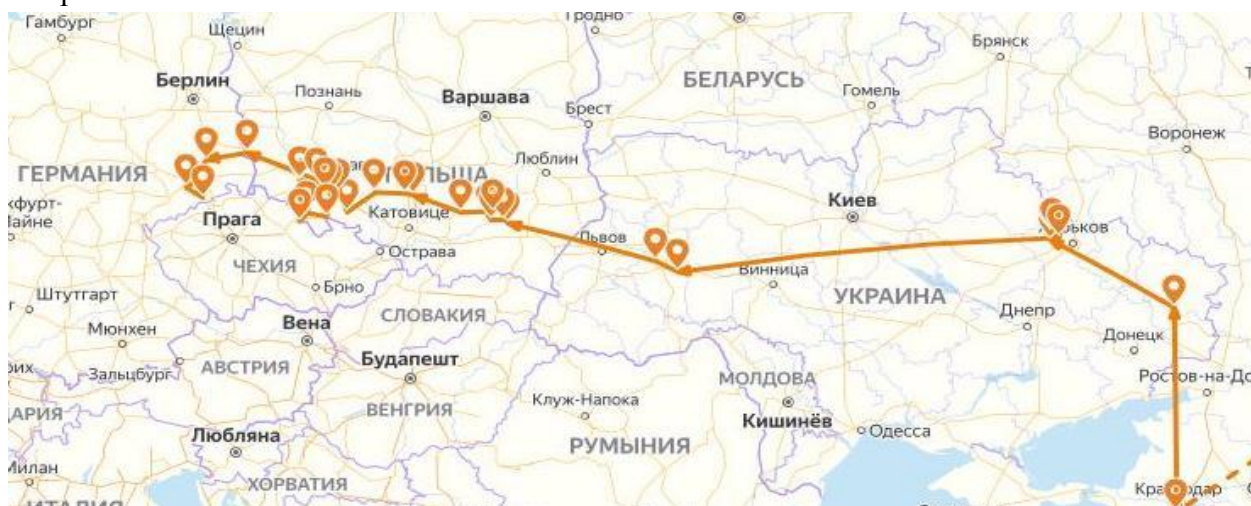 Гамбург
Щецин
Гродно
Брянск
Берлин
БЕЛАРУСЬ
Познань
Гомель
Варшава
Брест
Воронеж
Люблин
ГЕРМАНИЯ
Киев
Прага
Катовице
Львов
Острава
ЧЕХИЯ
Винница
УКРАИНА
Штутгарт
Брно
СЛОВАКИЯ
Днепр
Вена
Мюнхен
Донецк
Будапешт
Зальцбург
АВСТРИЯ
МОЛДОВА
Ростов-на-До
Клуж-Напока
ВЕНГРИЯ
Кишинёв
Любляна
РУМЫНИЯ
Одесса
Милан
ХОРВАТИЯ